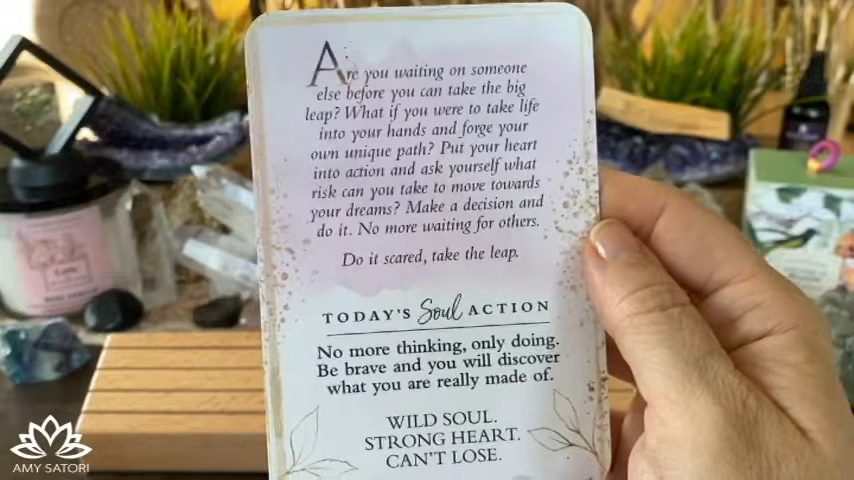 Are you waiting on someone
else before you can take the big
leap? What if you were to take life
into your hands and forge your
own unique path? Put your heart
into action and ask yourself what
risk can you take to move towards
your dreams? Make a decision and
do it. No more waiting for others.
Do it scared, take the leap.
TODAY'S Soul ACTION
No more thinking, only doing.
Be brave and you will discover
what you are really made of.
WILD SOUL.
STRONG HEART.
CAN'T LOSE.
AMY SATORI